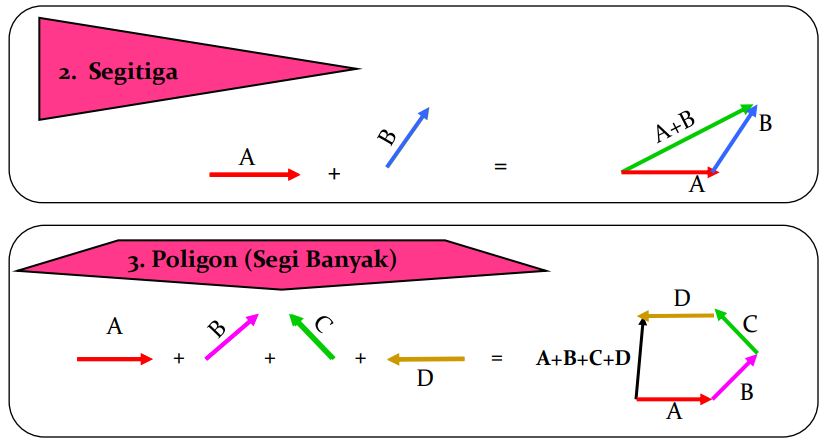 2. Segitiga
A
+
B
=
A+B
B
A
3. Poligon (Segi Banyak)
A
+
B
+
C
+
D
=
A+B+C+D
D
C
B
A